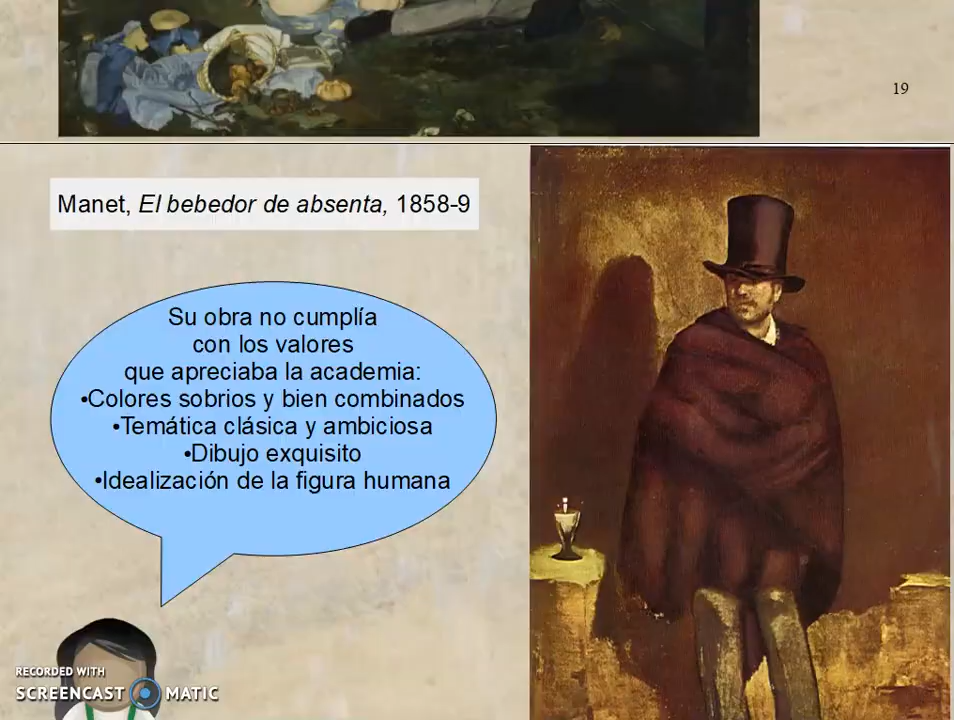 19
Manet, El bebedor de absenta, 1858-9
Su obra no cumplía
con los valores
que apreciaba la academia:
•Colores sobrios y bien combinados
•Temática clásica y ambiciosa
•Dibujo exquisito
•Idealización de la figura humana
RECORDED WITH
SCREENCAST MATIC